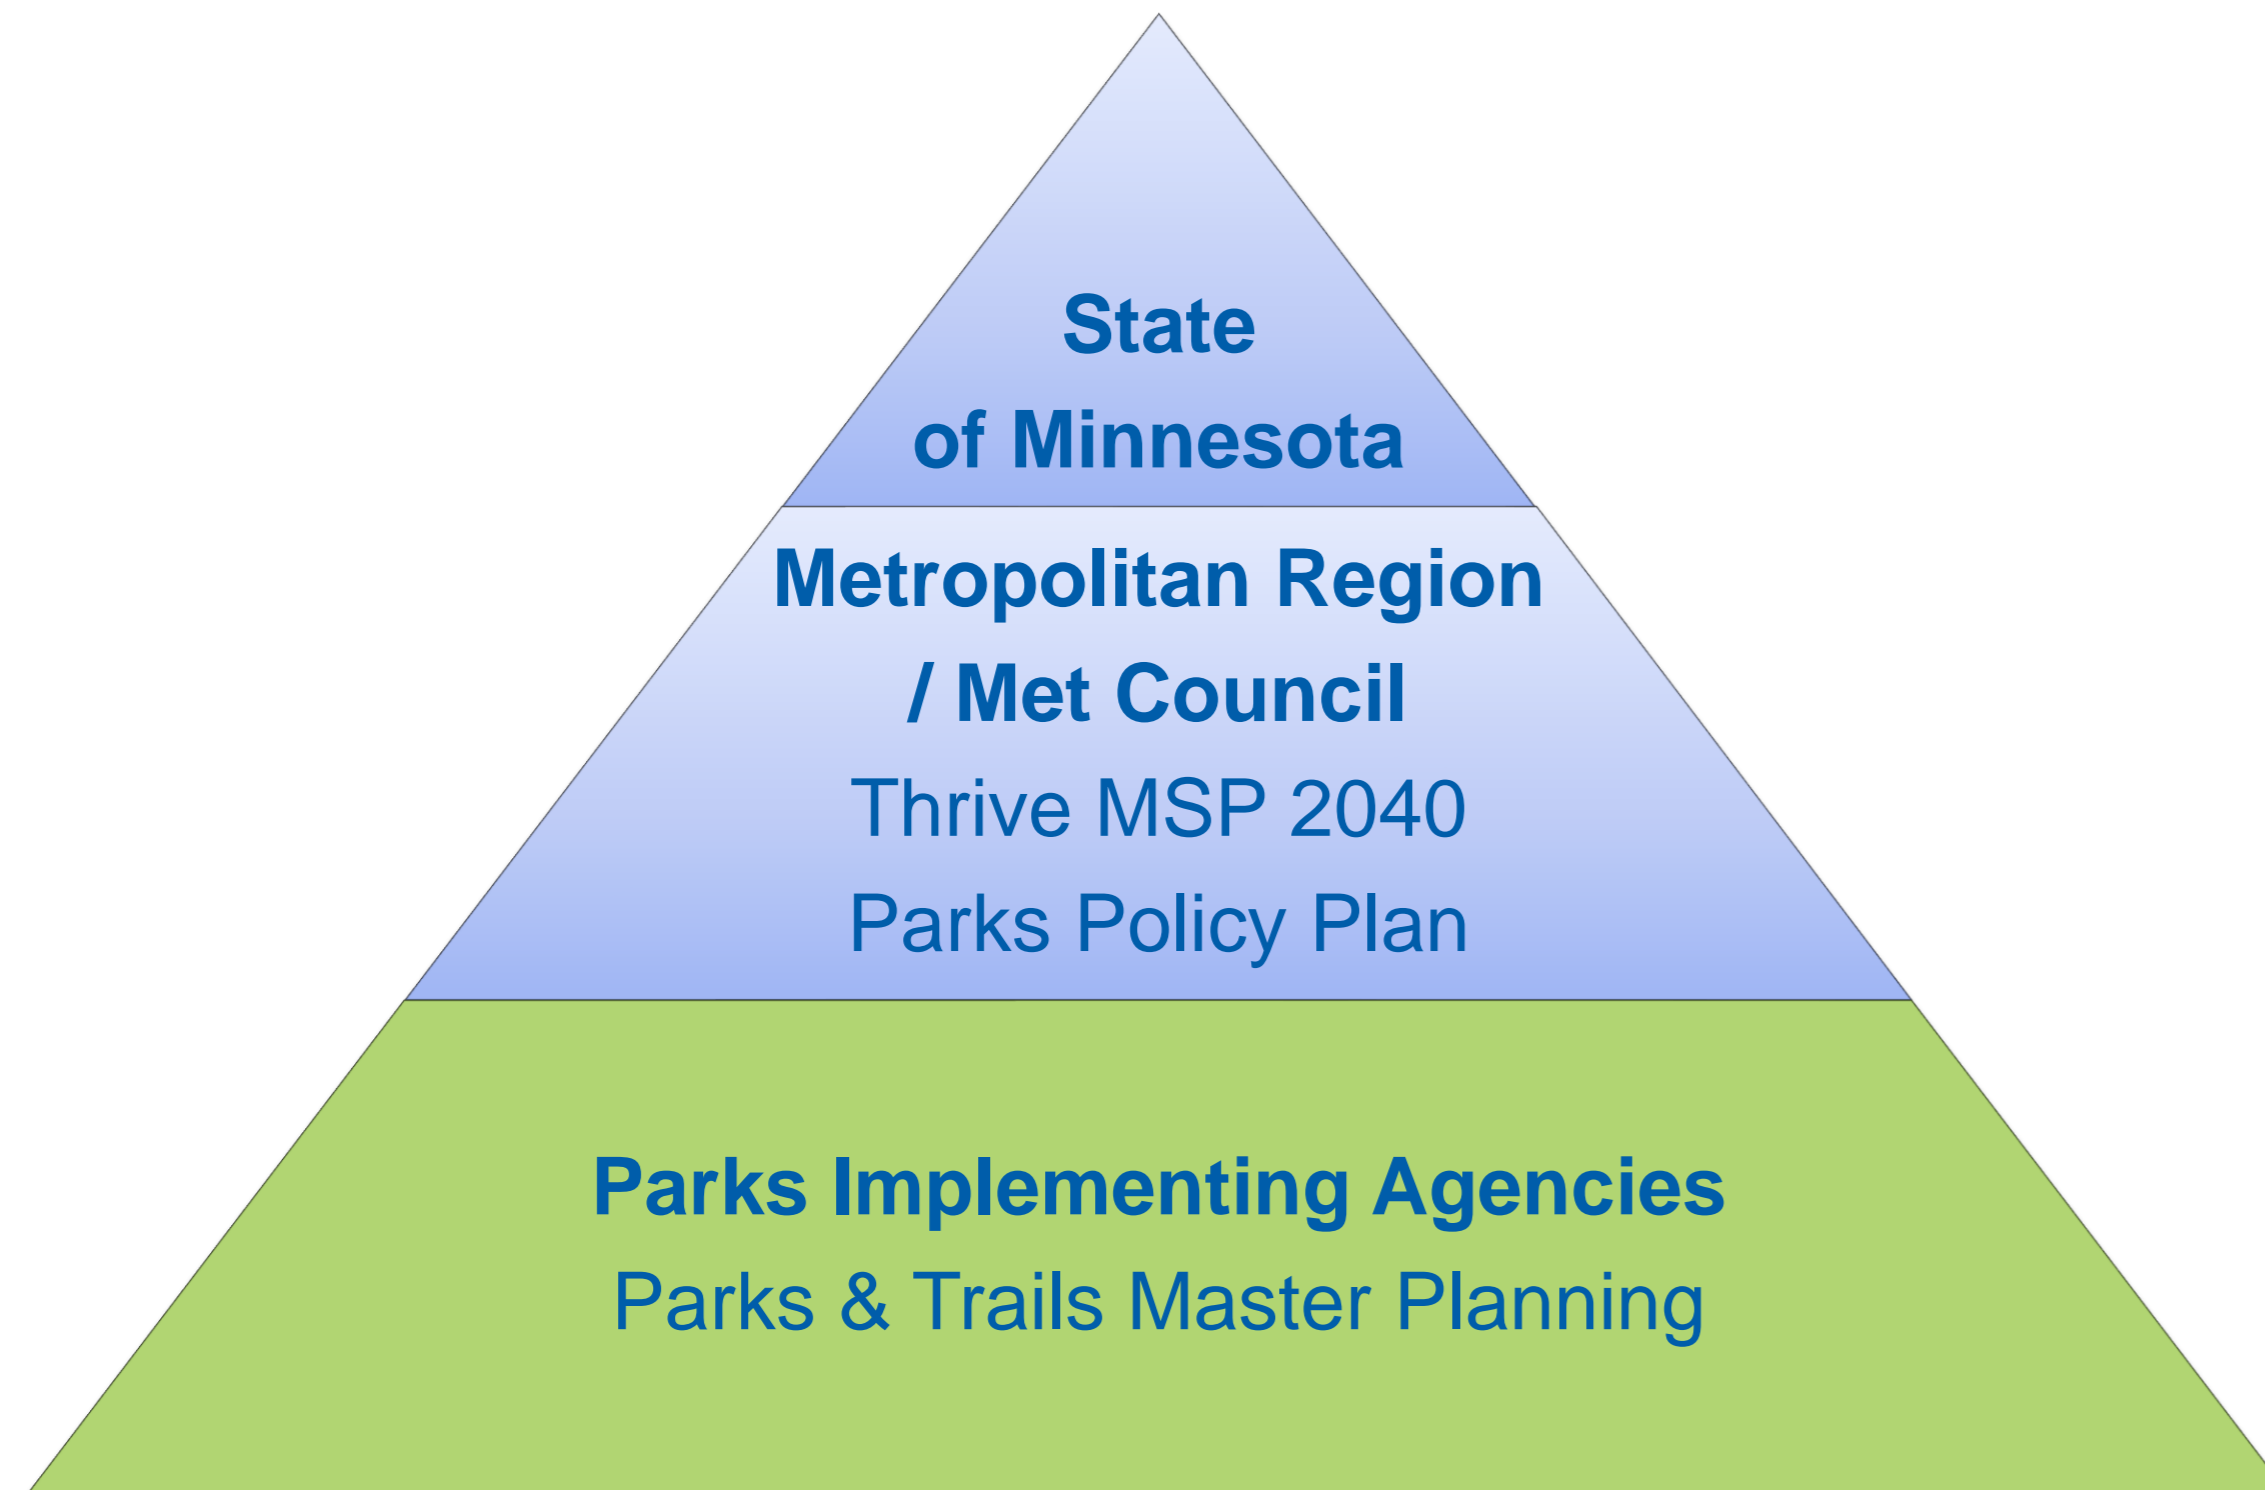 State
of Minnesota
Metropolitan Region
/ Met Council
Thrive MSP 2040
Parks Policy Plan
Parks Implementing Agencies
Parks & Trails Master Planning